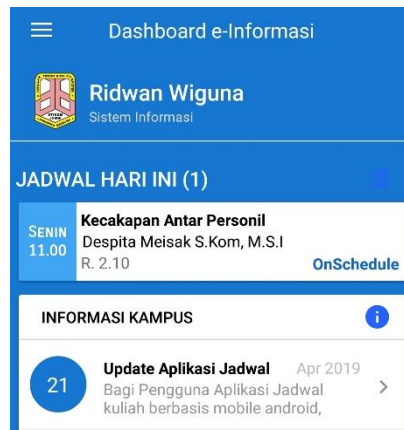 Dashboard e-Informasi
Ridwan Wiguna
Sistem Informasi
JADWAL HARI INI (1)
SENIN
11.00
Kecakapan Antar Personil
Despita Meisak S.Kom, M.S.I
R. 2.10
OnSchedule
INFORMASI KAMPUS
i
21
Update Aplikasi Jadwal
Apr 2019
Bagi Pengguna Aplikasi Jadwal
kuliah berbasis mobile android,